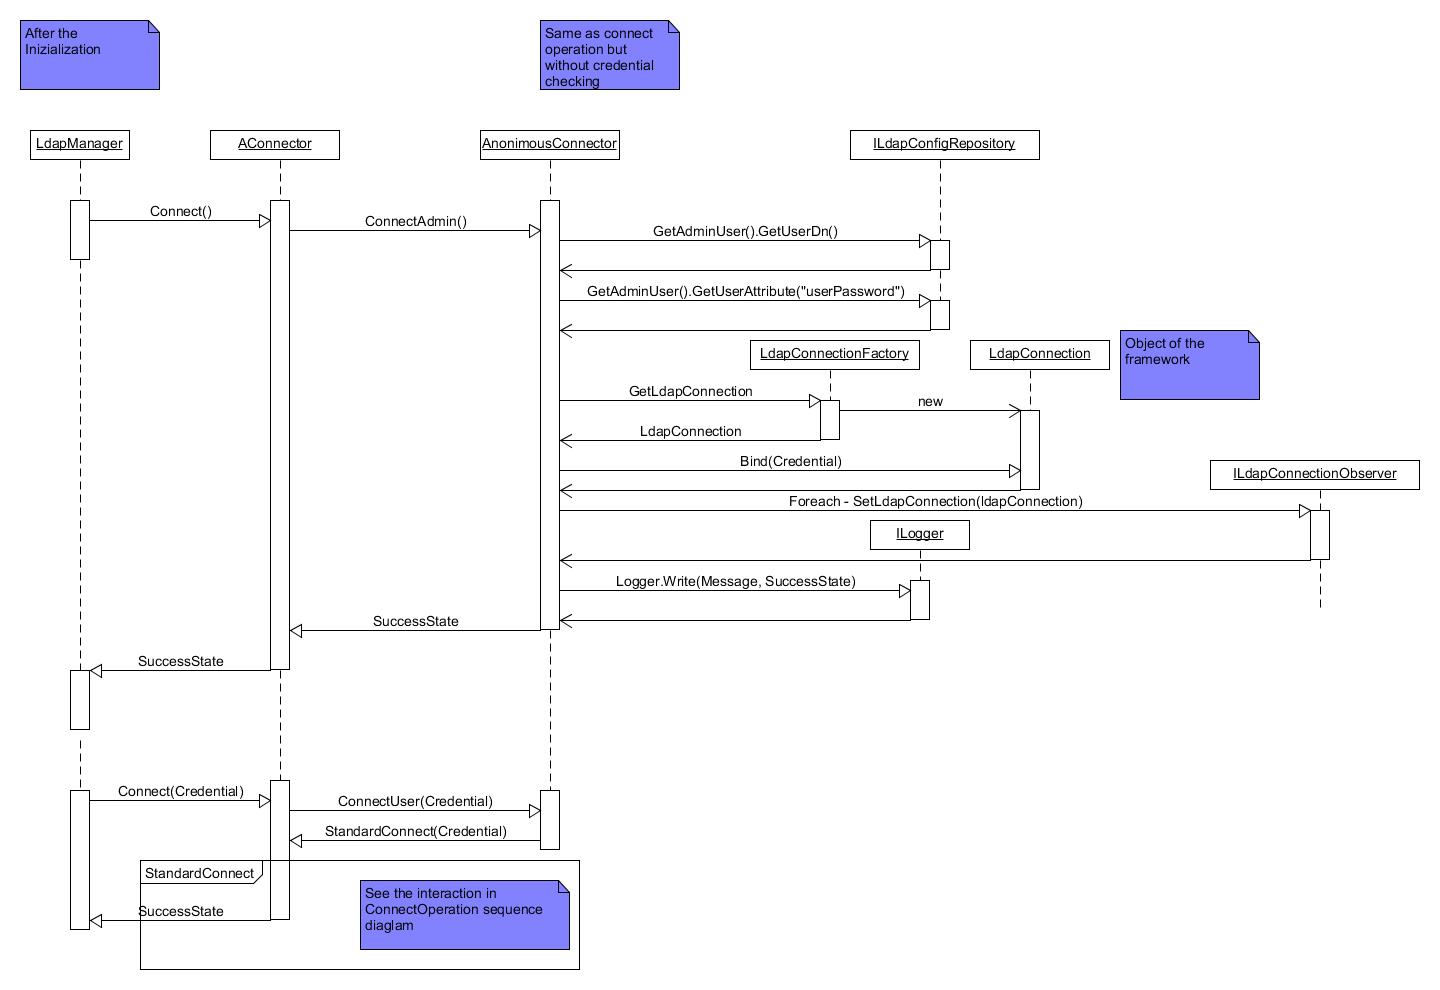 After the
Inizialization
Same as connect
operation but
without credential
checking
LdapManager
AConnector
AnonimousConnector
ILdapConfigRepository
Connect()
ConnectAdmin()
GetAdminUser().GetUserDn()
GetAdminUser().GetUserAttribute("userPassword")
Object of the
framework
LdapConnectionFactory
LdapConnection
GetLdapConnection
new
LdapConnection
Bind(Credential)
ILdapConnectionObserver
Foreach - SetLdapConnection(ldapConnection)
ILogger
Logger.Write(Message, SuccessState)
SuccessState
SuccessState
Connect(Credential)
ConnectUser(Credential)
StandardConnect(Credential)
StandardConnect
See the interaction in
ConnectOperation sequence
diaglam
SuccessState